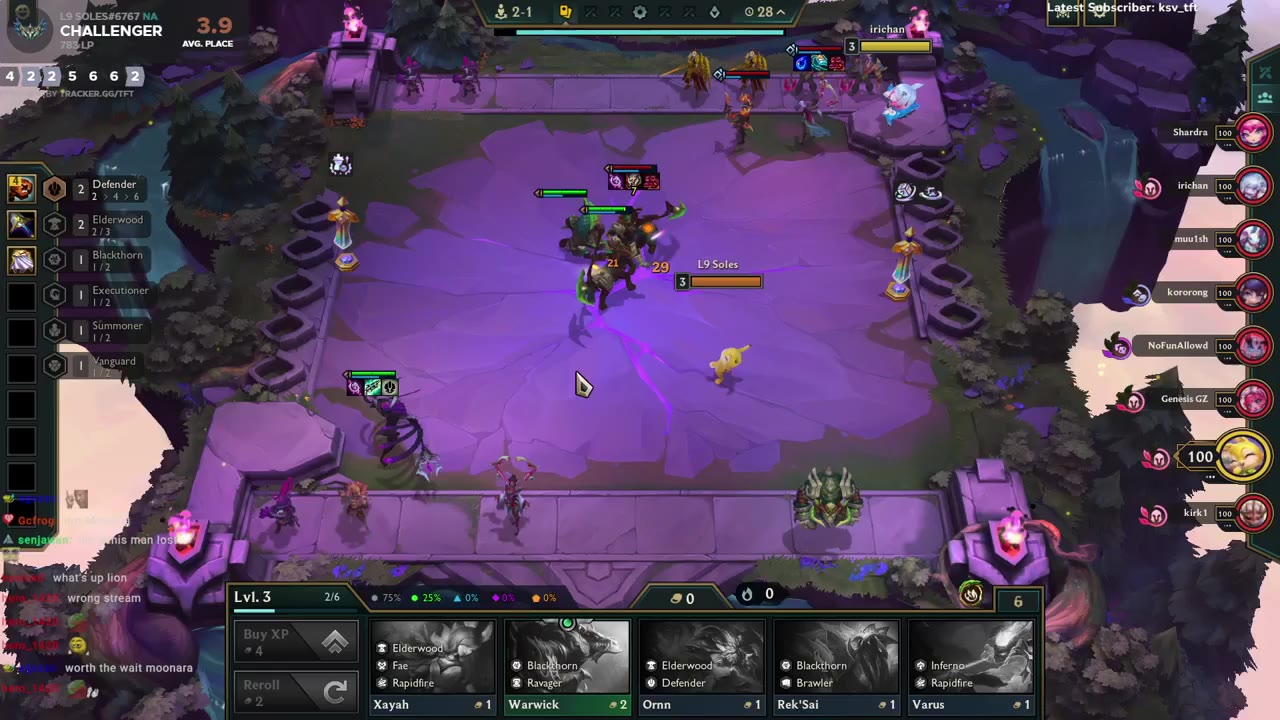 L9 SOLES#6767 NA
CHALLENGER
783 LP
3.9
AVG. PLACE
4 2 2 5 6 6 2
BY TRACKER.GG/TFT
2-1
28
Latest Subscriber: ksv_tft
irichan
3
Shardra 100
irichan 100
muu1sh 100
kororong 100
NoFunAllowd 100
Genesis GZ 100
100
kirk1 100
2 Defender
2 > 4 > 6
2 Elderwood
2 / 3
1 Blackthorn
1 / 2
1 Executioner
1 / 2
1 Summoner
1 / 2
1 Vanguard
1 / 2
7
21
29
L9 Soles
3
Gcfrog
senjawan: man lost
what's up lion
wrong stream
worth the wait moonara
Lvl. 3
2/6
75% 25% 0% 0% 0%
0
0
6
Buy XP
4
Reroll
2
Elderwood
Fae
Rapidfire
Xayah 1
Blackthorn
Ravager
Warwick 2
Elderwood
Defender
Ornn 1
Blackthorn
Brawler
Rek'Sai 1
Inferno
Rapidfire
Varus 1